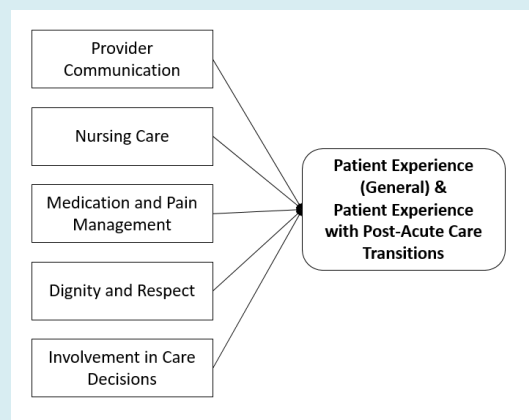 Provider
Communication
Nursing Care
Medication and Pain
Management
Dignity and Respect
Involvement in Care
Decisions
Patient Experience
(General) &
Patient Experience
with Post-Acute Care
Transitions